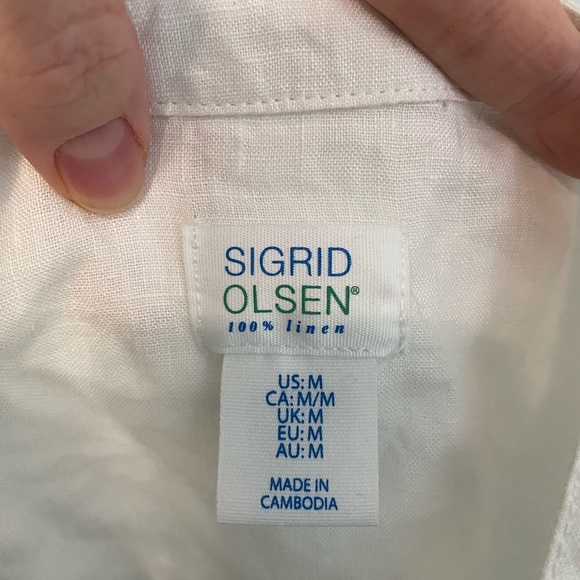 SIGRID
OLSEN®
100% linen
US: M
CA: M/M
UK: M
EU: M
AU: M
MADE IN
CAMBODIA